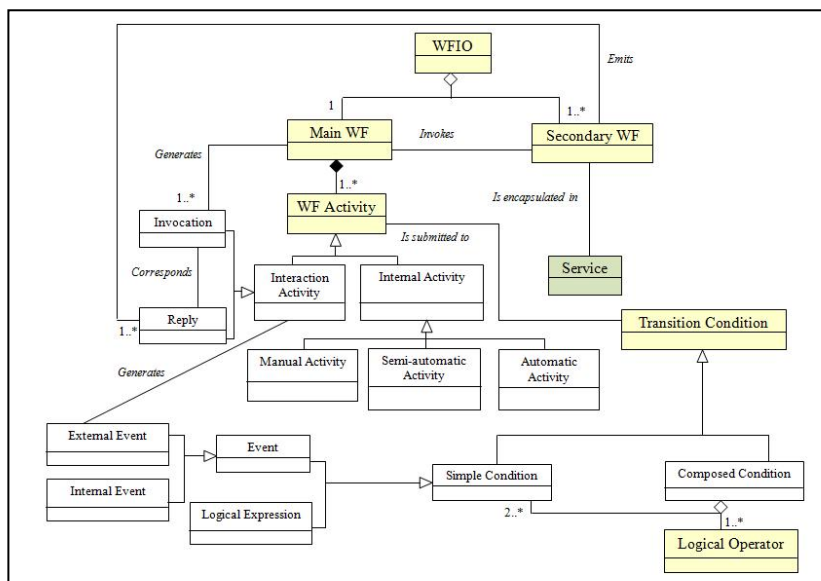 WFIO
Emits
1
1..*
Main WF
Invokes
Secondary WF
Generates
1..*
1..*
Is encapsulated in
WF Activity
Invocation
Is submitted to
Service
Corresponds
Interaction
Activity
Internal Activity
Reply
1..*
Transition Condition
Generates
Manual Activity
Semi-automatic
Activity
Automatic
Activity
External Event
Event
Internal Event
Simple Condition
Composed Condition
Logical Expression
2..*
1..*
Logical Operator